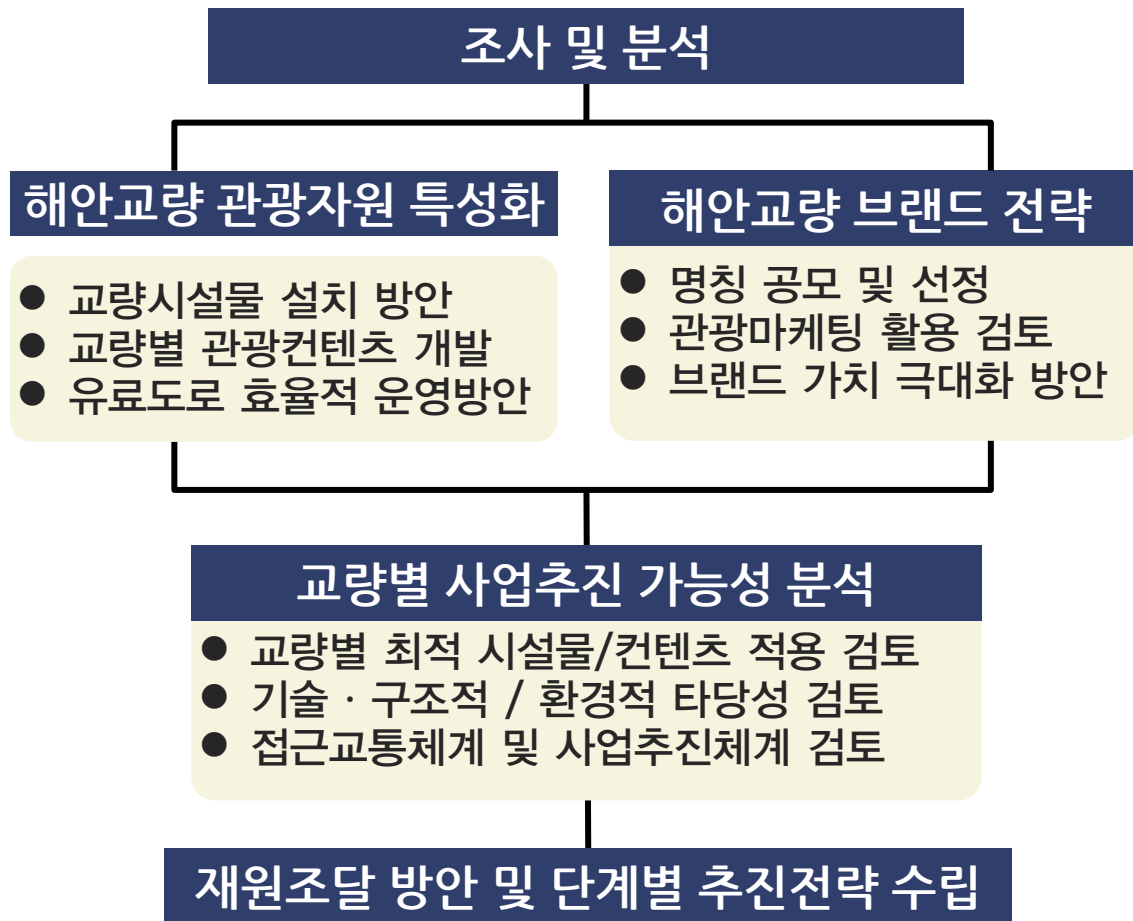 조사 및 분석
해안교량 관광자원 특성화
● 교량시설물 설치 방안
● 교량별 관광컨텐츠 개발
● 유료도로 효율적 운영방안
해안교량 브랜드 전략
● 명칭 공모 및 선정
● 관광마케팅 활용 검토
● 브랜드 가치 극대화 방안
교량별 사업추진 가능성 분석
● 교량별 최적 시설물/컨텐츠 적용 검토
● 기술 · 구조적 / 환경적 타당성 검토
● 접근교통체계 및 사업추진체계 검토
재원조달 방안 및 단계별 추진전략 수립